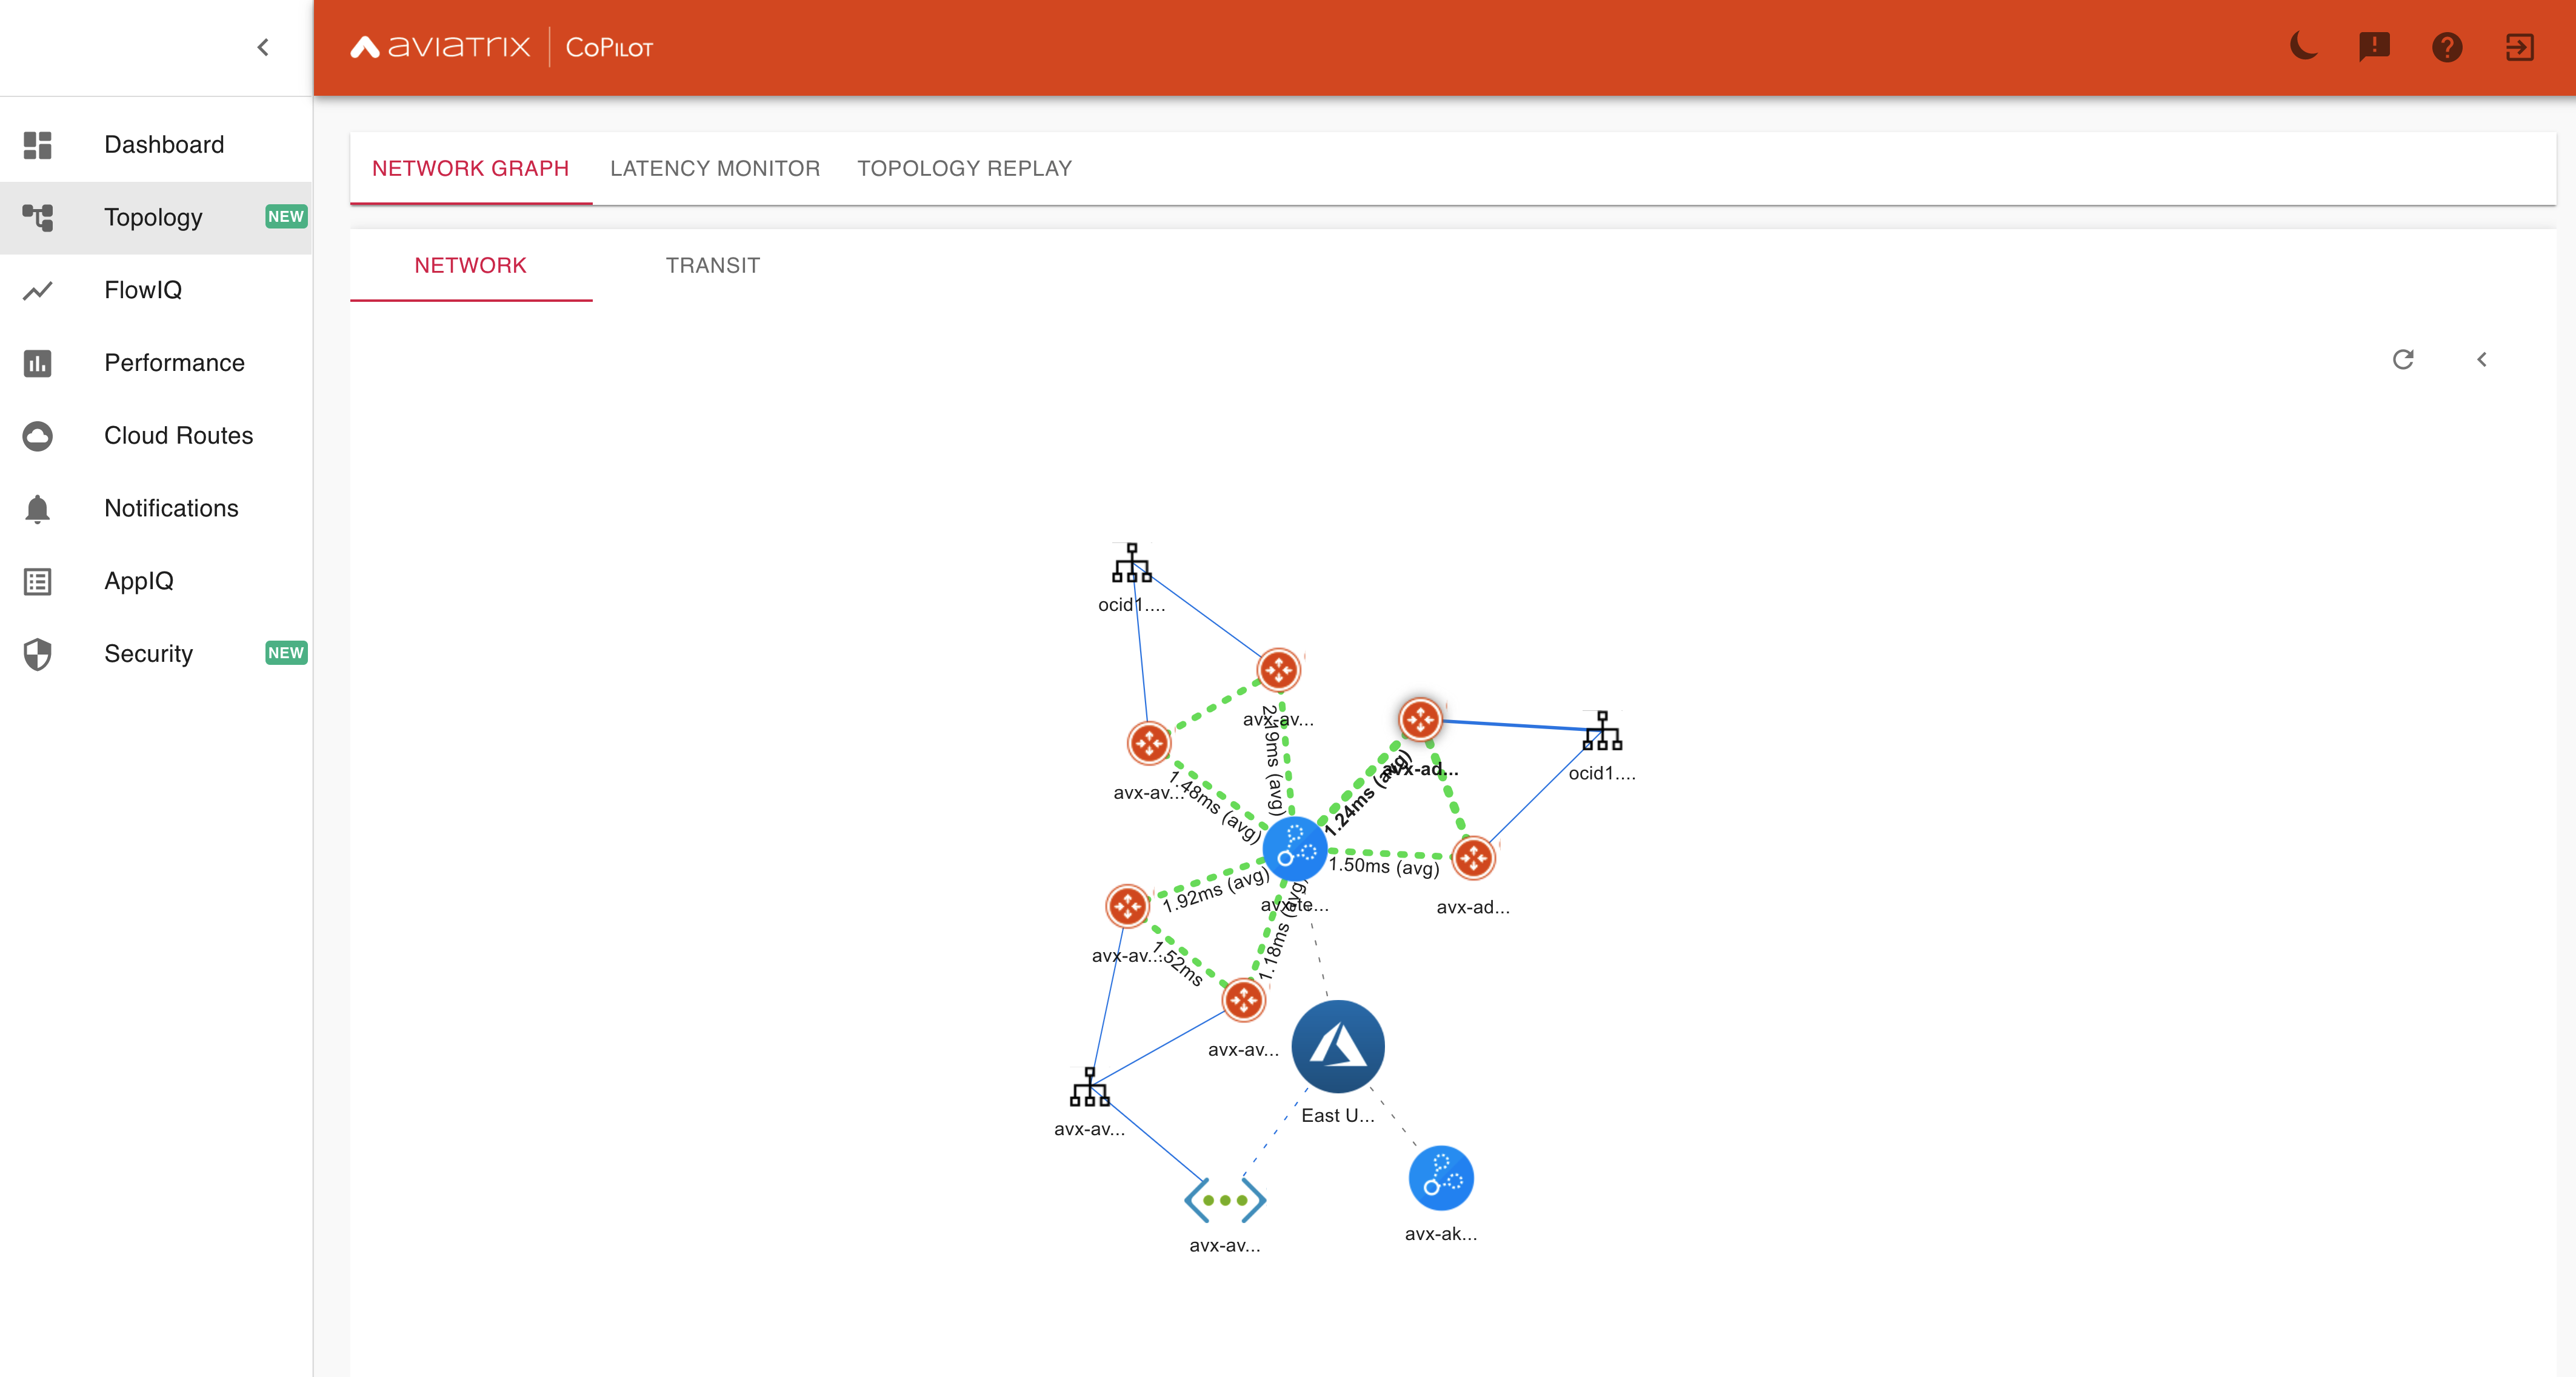 aviatrix CoPilot
Dashboard
Topology NEW
FlowIQ
Performance
Cloud Routes
Notifications
AppIQ
Security NEW
NETWORK GRAPH LATENCY MONITOR TOPOLOGY REPLAY
NETWORK TRANSIT
ocid1....
avx-av...
2.19ms (avg)
avx-av...
1.48ms (avg)
avx-ad...
1.24ms (avg)
ocid1....
1.50ms (avg)
avx-ad...
avx-te...
1.92ms (avg)
avx-av...
1.52ms
1.18ms (avg)
avx-av...
East U...
avx-av...
avx-av...
avx-ak...